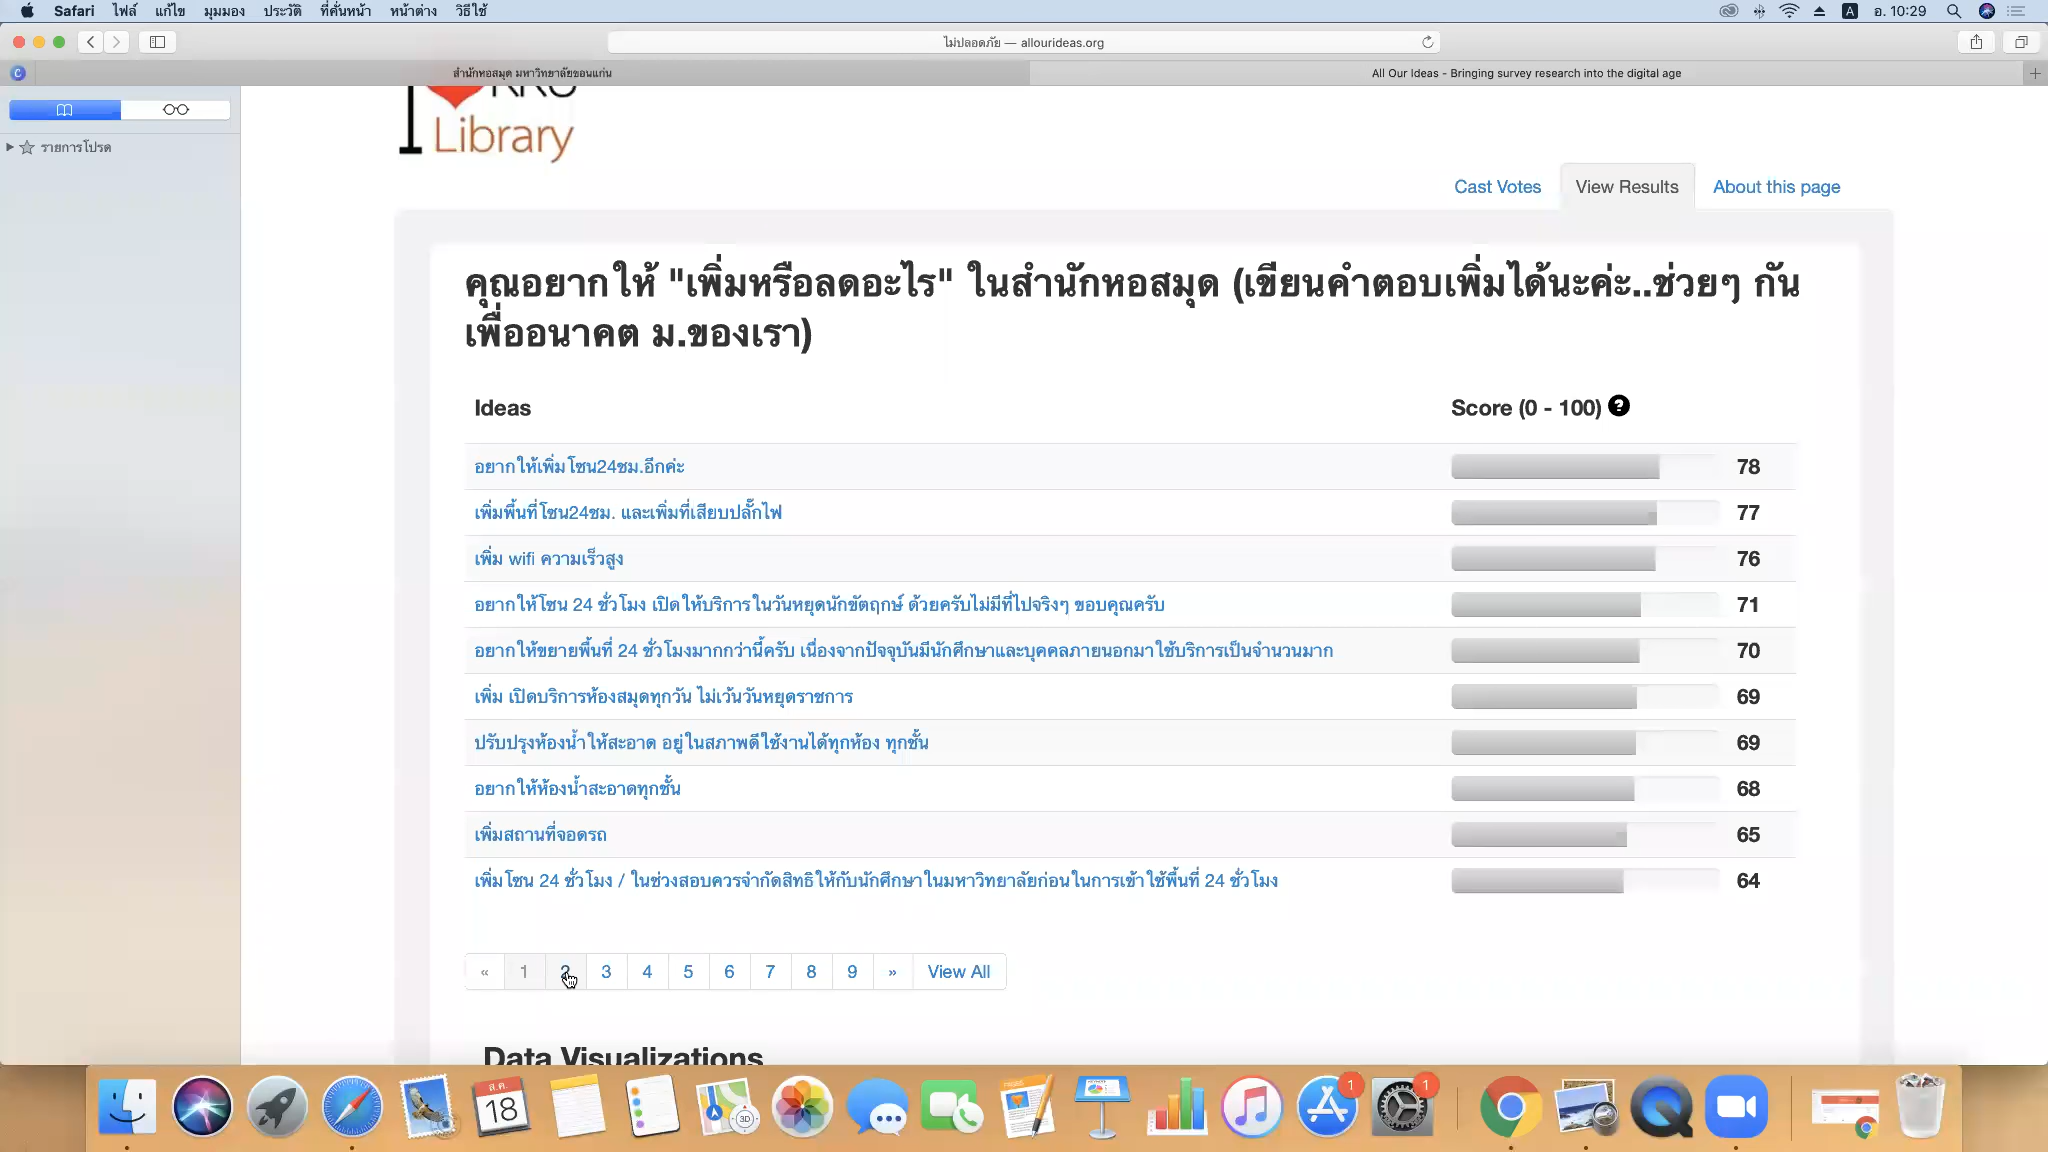 Safari ไฟล์ แก้ไข มุมมอง ประวัติ ที่คั่นหน้า หน้าต่าง วิธีใช้
A อ. 10:29
ไม่ปลอดภัย — allourideas.org
C สำนักหอสมุด มหาวิทยาลัยขอนแก่น
All Our Ideas - Bringing survey research into the digital age
รายการโปรด
I KKU
Library
Cast Votes View Results About this page
คุณอยากให้ "เพิ่มหรือลดอะไร" ในสำนักหอสมุด (เขียนคำตอบเพิ่มได้นะค่ะ..ช่วยๆ กัน
เพื่ออนาคต ม.ของเรา)
Ideas Score (0 - 100) ?
อยากให้เพิ่มโซน24ชม.อีกค่ะ 78
เพิ่มพื้นที่โซน24ชม. และเพิ่มที่เสียบปลั๊กไฟ 77
เพิ่ม wifi ความเร็วสูง 76
อยากให้โซน 24 ชั่วโมง เปิดให้บริการในวันหยุดนักขัตฤกษ์ ด้วยครับไม่มีที่ไปจริงๆ ขอบคุณครับ 71
อยากให้ขยายพื้นที่ 24 ชั่วโมงมากกว่านี้ครับ เนื่องจากปัจจุบันมีนักศึกษาและบุคคลภายนอกมาใช้บริการเป็นจำนวนมาก 70
เพิ่ม เปิดบริการห้องสมุดทุกวัน ไม่เว้นวันหยุดราชการ 69
ปรับปรุงห้องน้ำให้สะอาด อยู่ในสภาพดีใช้งานได้ทุกห้อง ทุกชั้น 69
อยากให้ห้องน้ำสะอาดทุกชั้น 68
เพิ่มสถานที่จอดรถ 65
เพิ่มโซน 24 ชั่วโมง / ในช่วงสอบควรจำกัดสิทธิให้กับนักศึกษาในมหาวิทยาลัยก่อนในการเข้าใช้พื้นที่ 24 ชั่วโมง 64
« 1 2 3 4 5 6 7 8 9 » View All
Data Visualizations
ส.ค.
18
3D
1
1